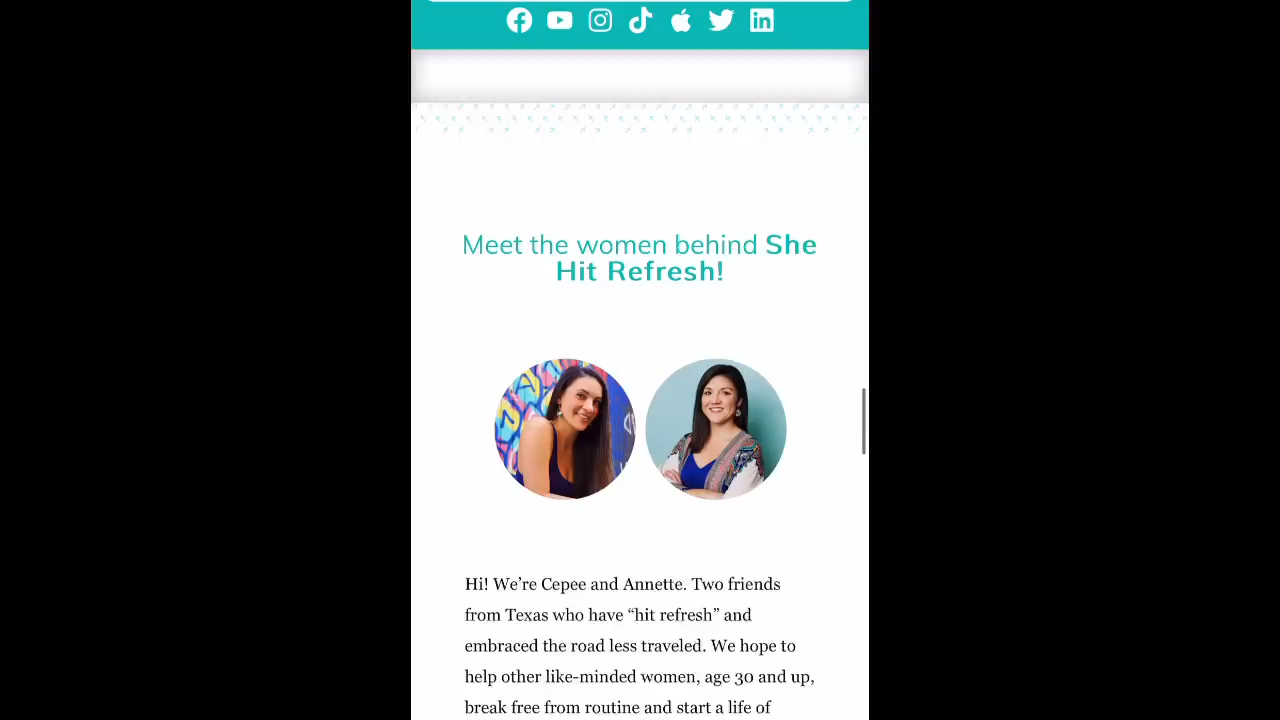 Meet the women behind She
Hit Refresh!
Hi! We’re Cepee and Annette. Two friends
from Texas who have “hit refresh” and
embraced the road less traveled. We hope to
help other like-minded women, age 30 and up,
break free from routine and start a life of